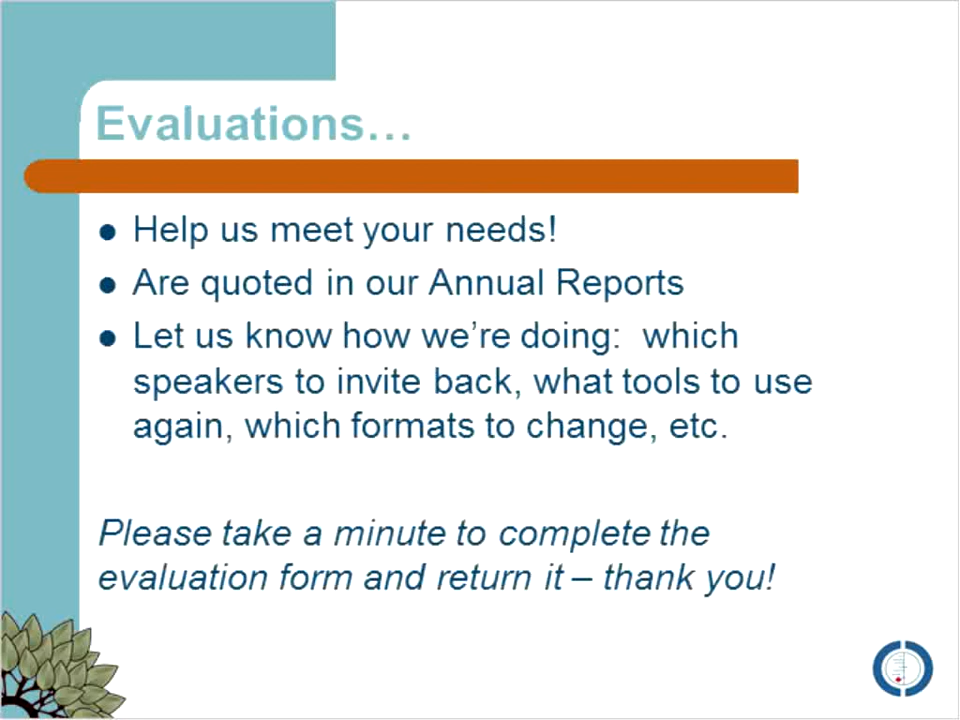 Evaluations…
Help us meet your needs!
Are quoted in our Annual Reports
Let us know how we’re doing:  which
speakers to invite back, what tools to use
again, which formats to change, etc.
Please take a minute to complete the
evaluation form and return it – thank you!